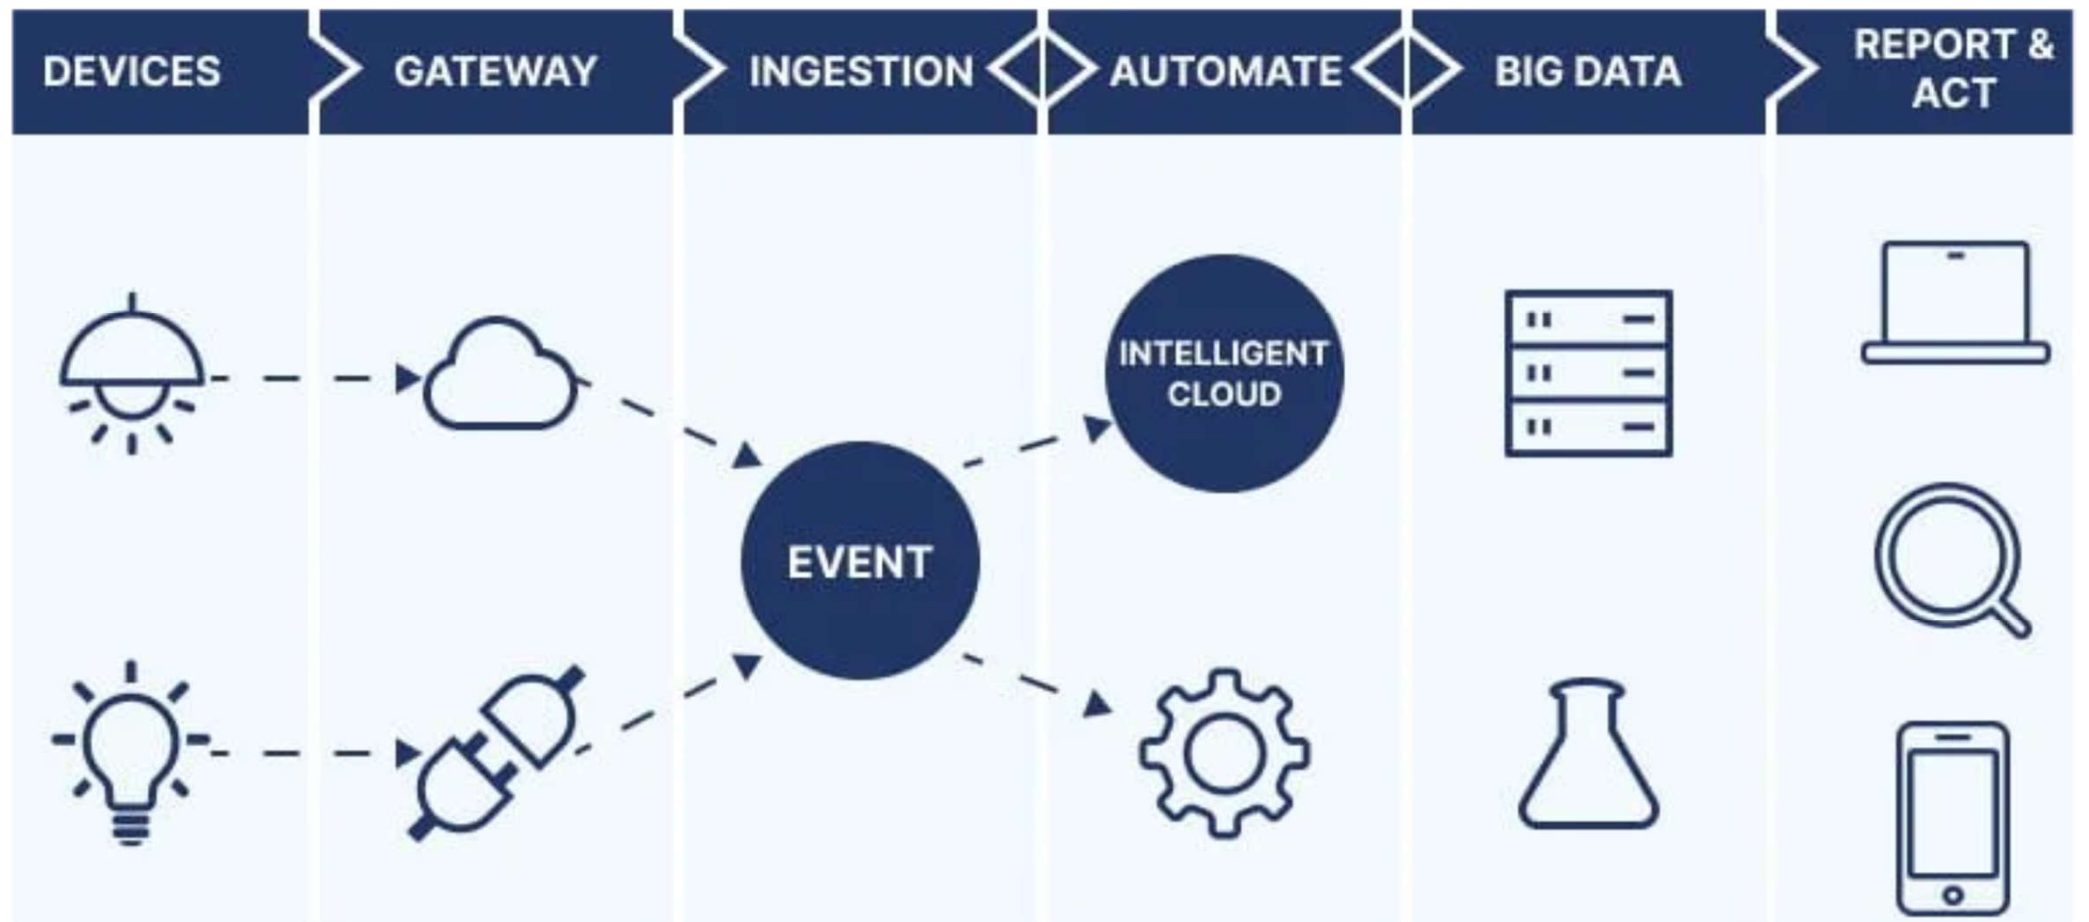 DEVICES
GATEWAY
INGESTION
AUTOMATE
BIG DATA
REPORT &
ACT
INTELLIGENT
CLOUD
EVENT